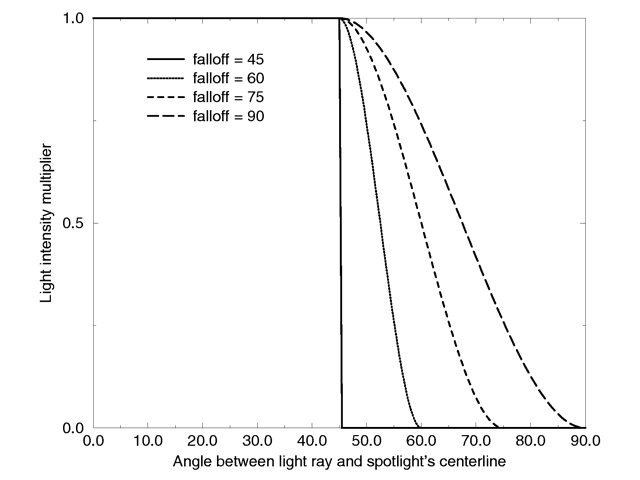 1.0
falloff = 45
falloff = 60
falloff = 75
falloff = 90
Light intensity multiplier
0.5
0.0
0.0 10.0 20.0 30.0 40.0 50.0 60.0 70.0 80.0 90.0
Angle between light ray and spotlight's centerline